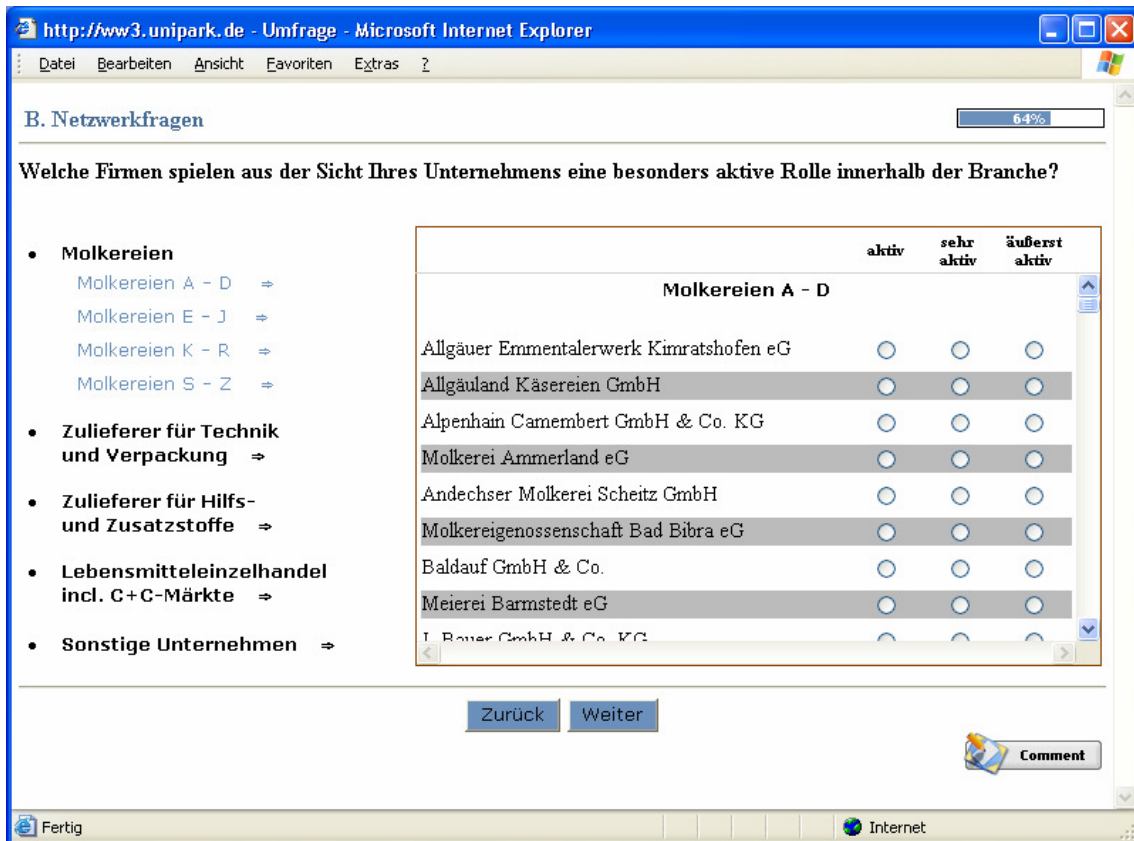 http://ww3.unipark.de - Umfrage - Microsoft Internet Explorer
Datei Bearbeiten Ansicht Favoriten Extras ?
B. Netzwerkfragen
64%
Welche Firmen spielen aus der Sicht Ihres Unternehmens eine besonders aktive Rolle innerhalb der Branche?
• Molkereien
Molkereien A - D ⇒
Molkereien E - J ⇒
Molkereien K - R ⇒
Molkereien S - Z ⇒
• Zulieferer für Technik
und Verpackung ⇒
• Zulieferer für Hilfs-
und Zusatzstoffe ⇒
• Lebensmitteleinzelhandel
incl. C+C-Märkte ⇒
• Sonstige Unternehmen ⇒
aktiv sehr aktiv äußerst aktiv
Molkereien A - D
Allgäuer Emmentalerwerk Kimratshofen eG
Allgäuland Käsereien GmbH
Alpenhain Camembert GmbH & Co. KG
Molkerei Ammerland eG
Andechser Molkerei Scheitz GmbH
Molkereigenossenschaft Bad Bibra eG
Baldauf GmbH & Co.
Meierei Barmstedt eG
J. Bauer GmbH & Co. KG
Zurück Weiter
Comment
Fertig Internet